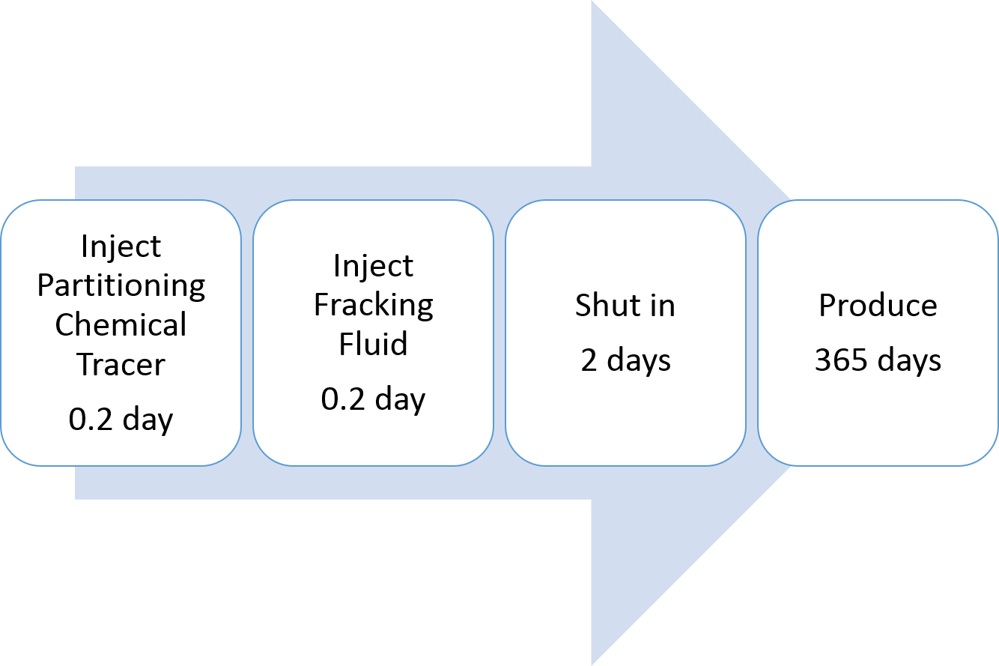 Inject
Partitioning
Chemical
Tracer
0.2 day
Inject
Fracking
Fluid
0.2 day
Shut in
2 days
Produce
365 days